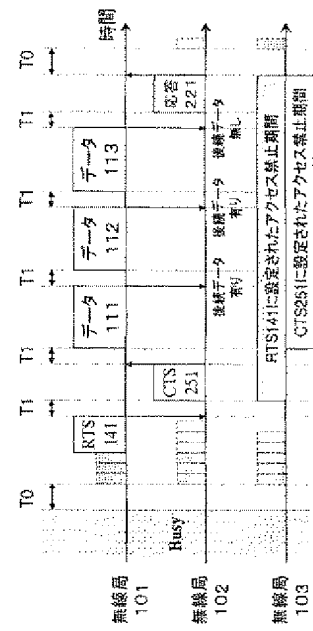 T0 T1 T1 T1 T1 T1 T0
時間
無線局
101
無線局
102
無線局
103
Busy
RTS
141
CTS
251
データ
111
データ
112
データ
113
応答
221
後続データ
有り
後続データ
有り
後続データ
無し
RTS141に設定されたアクセス禁止期間
CTS251に設定されたアクセス禁止期間